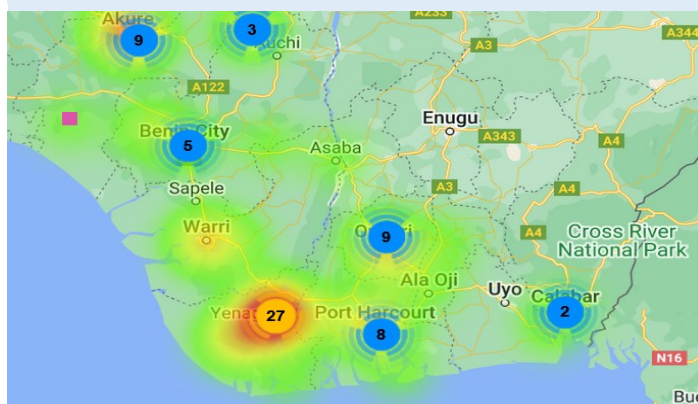 A233
A344
Akure
9
3
uchi
A3
A122
Enugu
A343
A4
Benin City
5
Asaba
A3
A4
Sapele
A4
Warri
9
Cross River
National Park
Ala Oji
Uyo
Calabar
2
27
Port Harcourt
8
N16